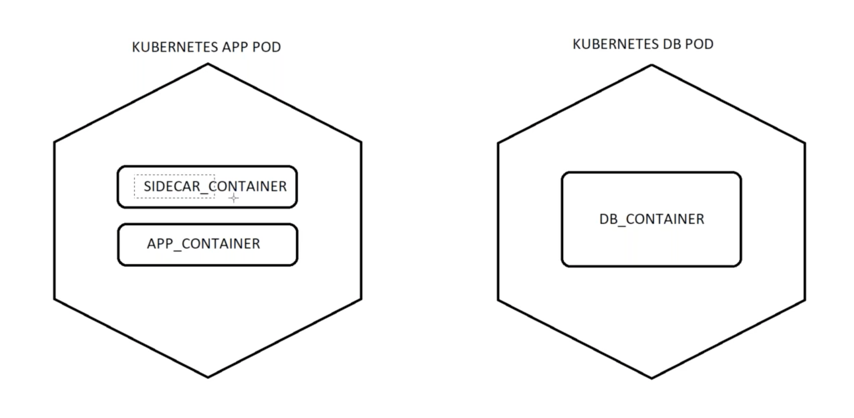 KUBERNETES APP POD
KUBERNETES DB POD
SIDECAR_CONTAINER
APP_CONTAINER
DB_CONTAINER